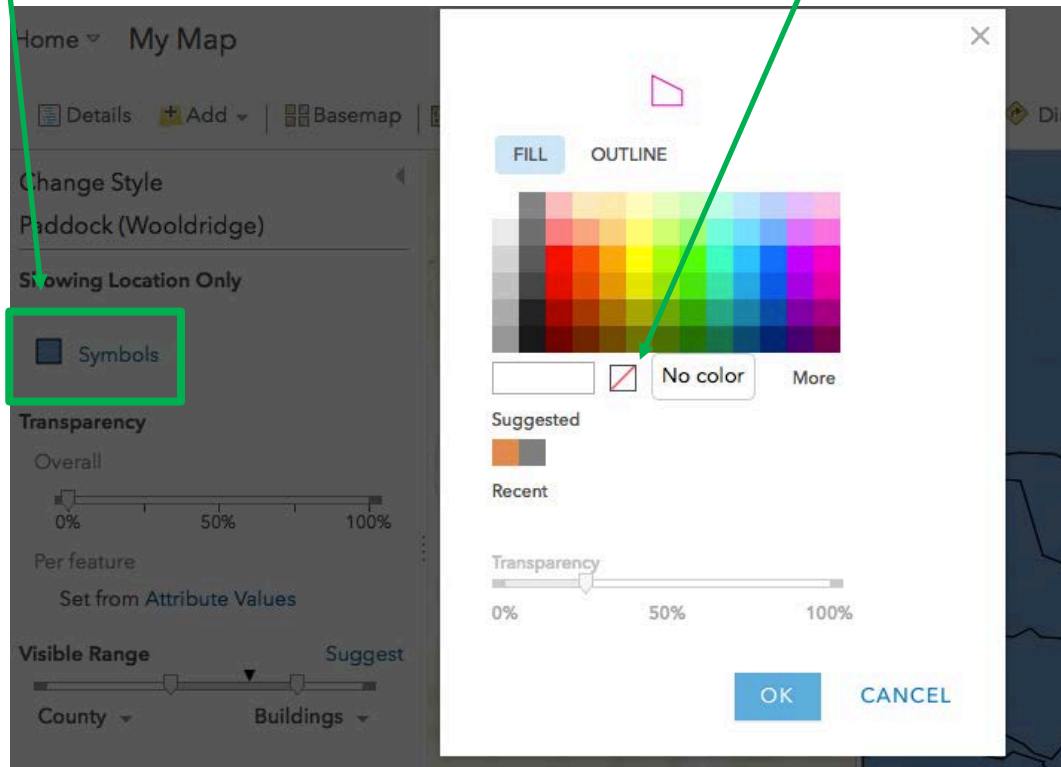 Home My Map
Details Add Basemap Di
Change Style
Paddock (Wooldridge)
Showing Location Only
Symbols
Transparency
Overall
0% 50% 100%
Per feature
Set from Attribute Values
Visible Range Suggest
County Buildings
FILL OUTLINE
No color More
Suggested
Recent
Transparency
0% 50% 100%
OK CANCEL